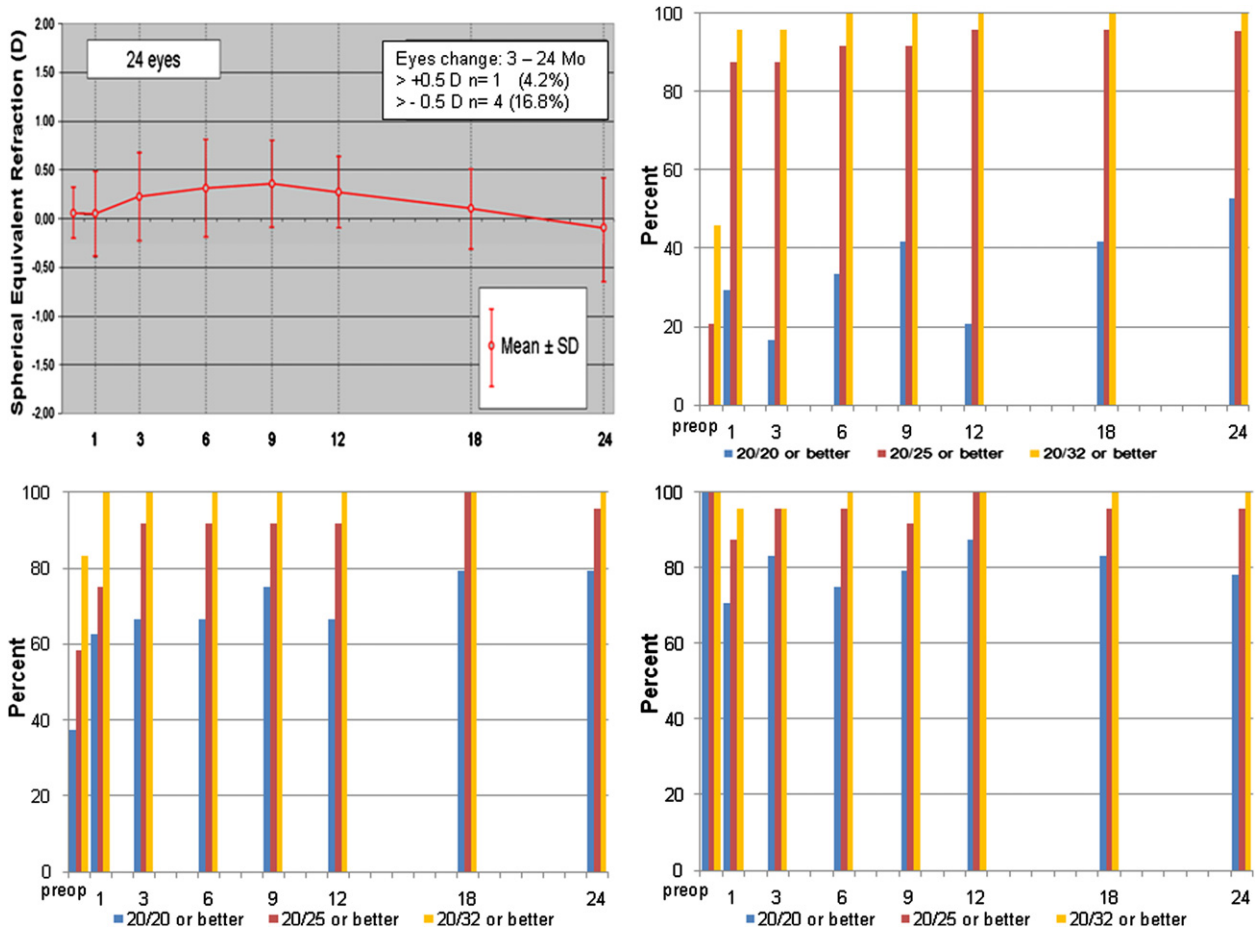 Spherical Equivalent Refraction (D)
2.00
1.50
1.00
0.50
0.00
-0.50
-1.00
-1.50
-2.00
24 eyes
Eyes change: 3 – 24 Mo
> +0.5 D n= 1 (4.2%)
> - 0.5 D n= 4 (16.8%)
Mean ± SD
1 3 6 9 12 18 24
Percent
100
80
60
40
20
0
preop 1 3 6 9 12 18 24
20/20 or better 20/25 or better 20/32 or better
Percent
100
80
60
40
20
0
preop 1 3 6 9 12 18 24
20/20 or better 20/25 or better 20/32 or better
Percent
100
80
60
40
20
0
preop 1 3 6 9 12 18 24
20/20 or better 20/25 or better 20/32 or better